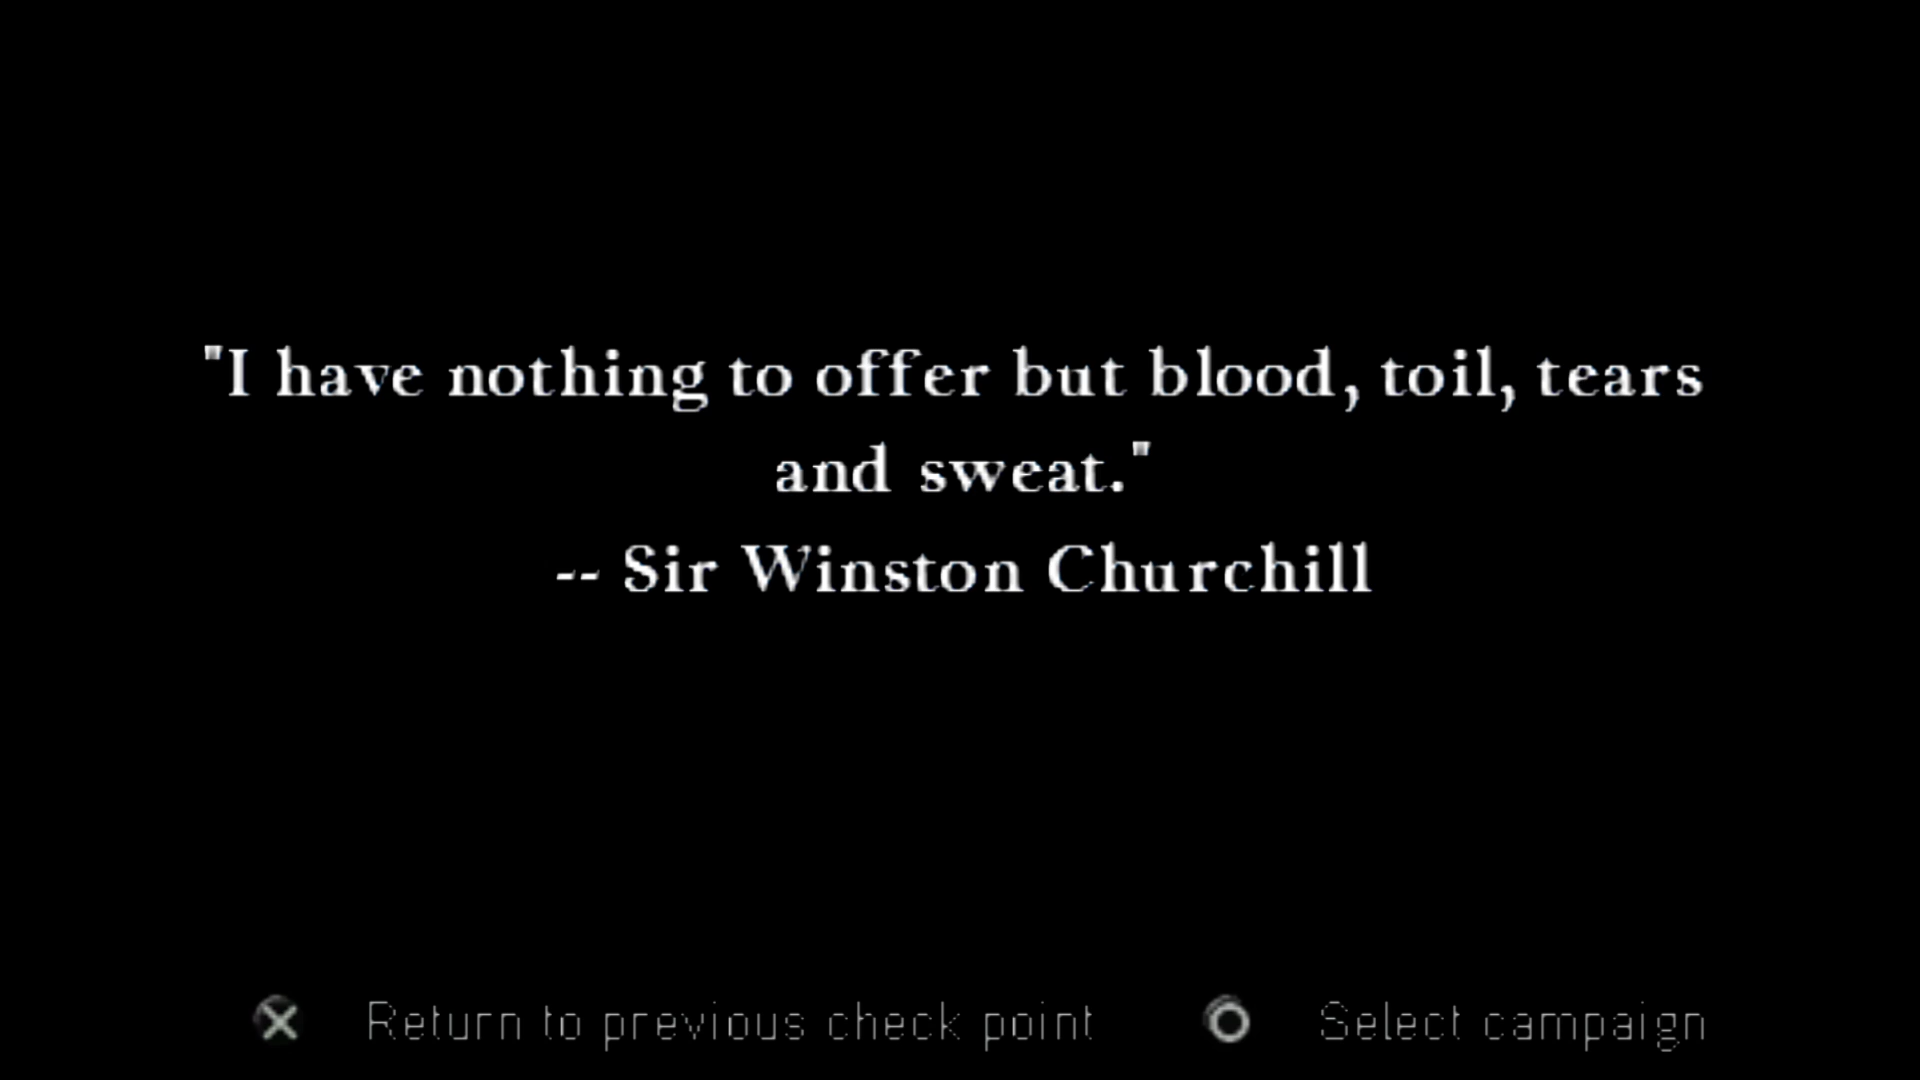 "I have nothing to offer but blood, toil, tears
and sweat."
-- Sir Winston Churchill
Return to previous check point Select campaign